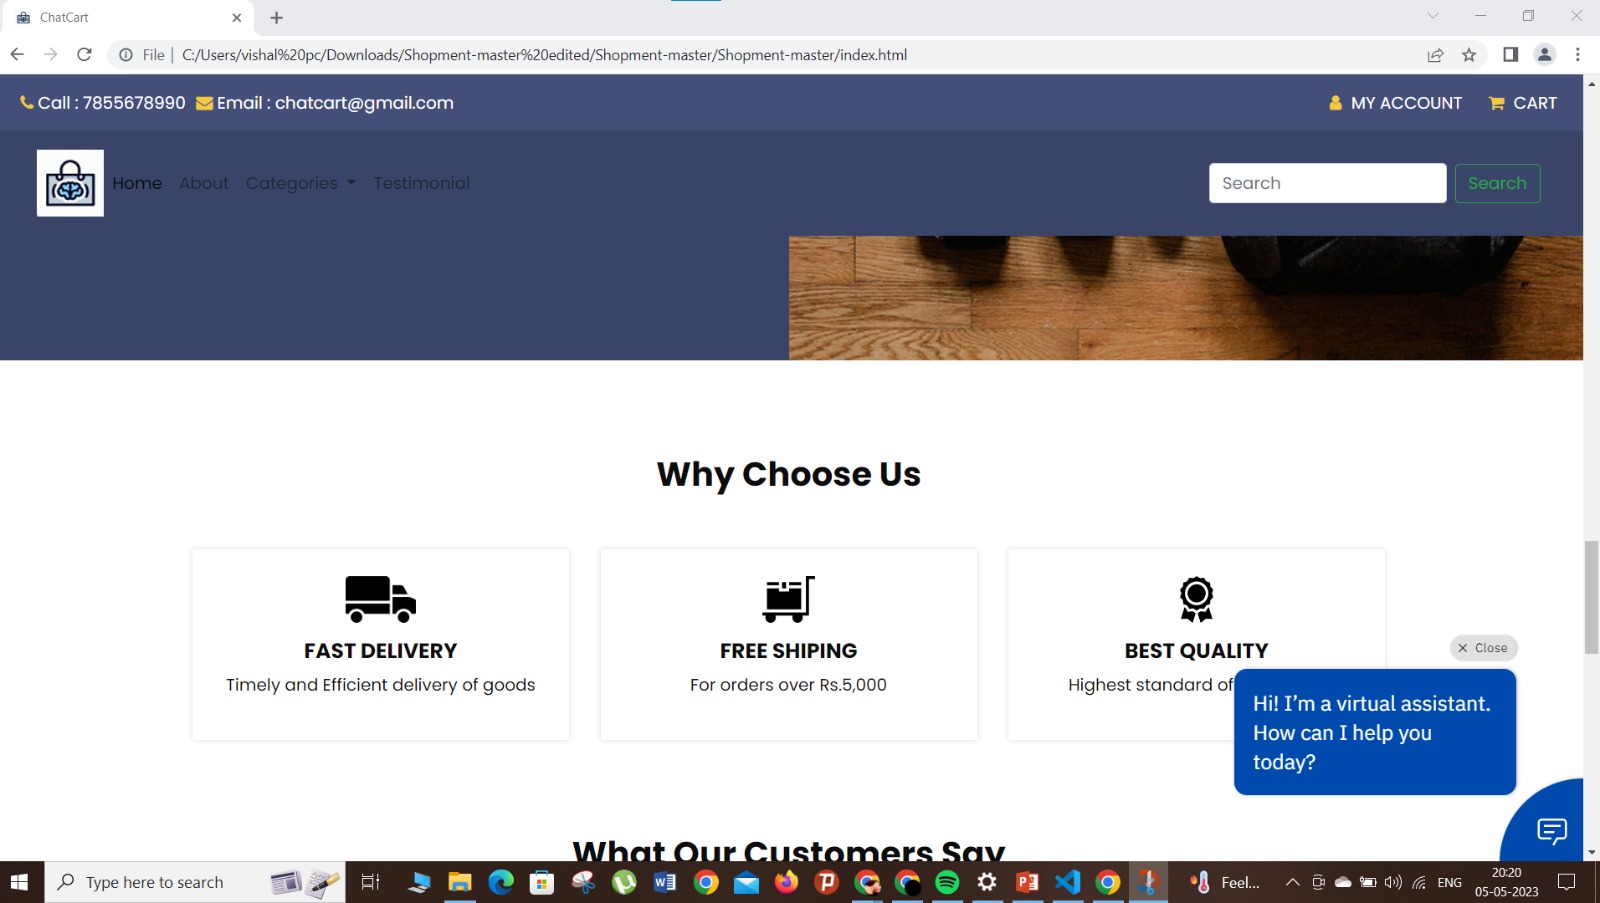 ChatCart
File | C:/Users/vishal%20pc/Downloads/Shopment-master%20edited/Shopment-master/Shopment-master/index.html
Call : 7855678990 Email : chatcart@gmail.com
MY ACCOUNT CART
Home About Categories Testimonial
Search Search
Why Choose Us
FAST DELIVERY
Timely and Efficient delivery of goods
FREE SHIPING
For orders over Rs.5,000
BEST QUALITY
Highest standard of
Close
Hi! I'm a virtual assistant.
How can I help you
today?
What Our Customers Say
Type here to search
Feel...
ENG
20:20
05-05-2023